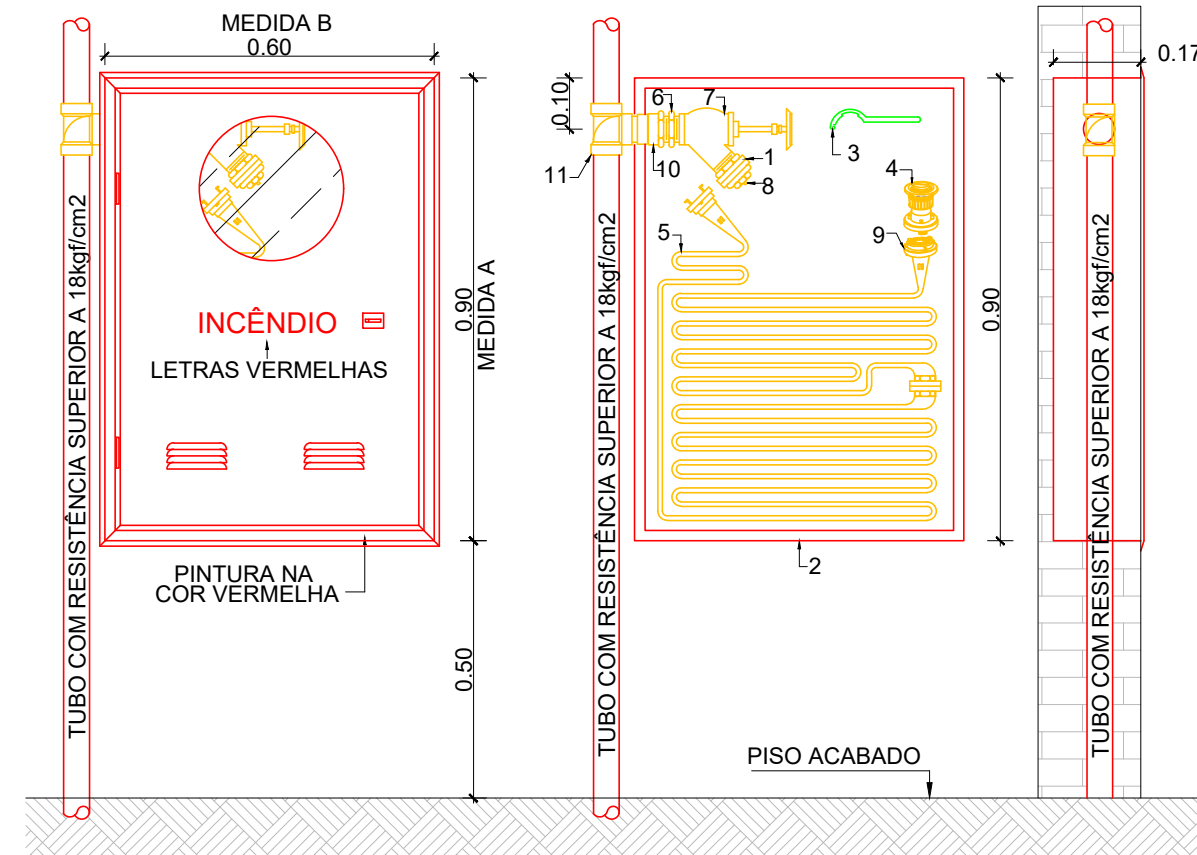 MEDIDA B
0.60
0.17
0.10
6
7
3
1
11
10
8
4
5
9
TUBO COM RESISTÊNCIA SUPERIOR A 18kgf/cm2
INCÊNDIO
LETRAS VERMELHAS
0.90
MEDIDA A
TUBO COM RESISTÊNCIA SUPERIOR A 18kgf/cm2
0.90
TUBO COM RESISTÊNCIA SUPERIOR A 18kgf/cm2
2
PINTURA NA
COR VERMELHA
0.50
PISO ACABADO